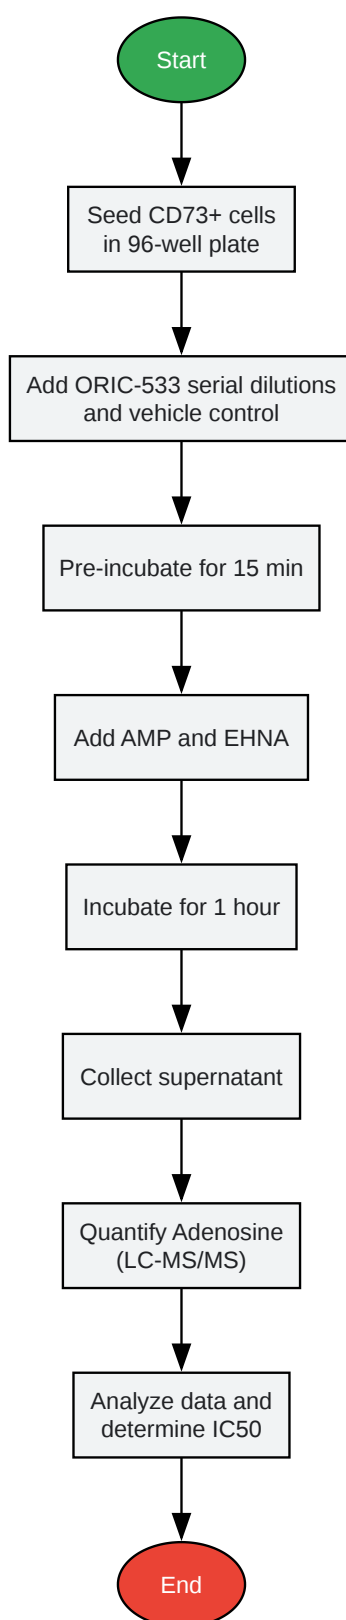 Start
Seed CD73+ cells
in 96-well plate
Add ORIC-533 serial dilutions
and vehicle control
Pre-incubate for 15 min
Add AMP and EHNA
Incubate for 1 hour
Collect supernatant
Quantify Adenosine
(LC-MS/MS)
Analyze data and
determine IC50
End